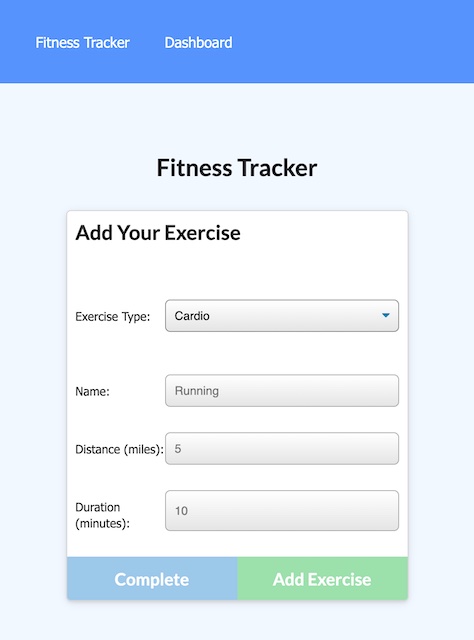 Fitness Tracker Dashboard
Fitness Tracker
Add Your Exercise
Exercise Type: Cardio
Name: Running
Distance (miles): 5
Duration
(minutes): 10
Complete Add Exercise